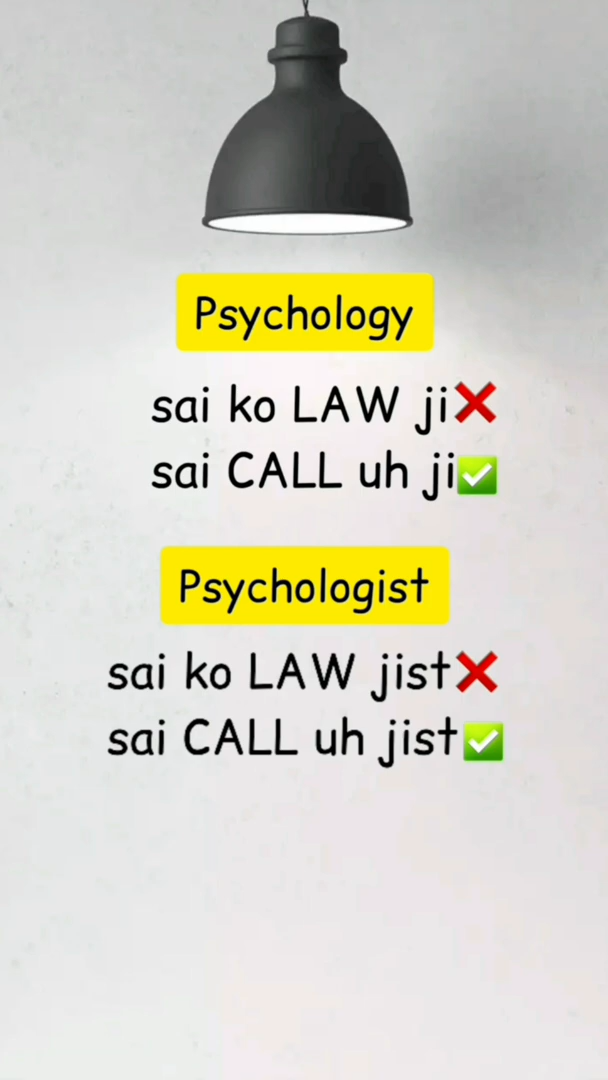 Psychology
sai ko LAW ji❌
sai CALL uh ji✅
Psychologist
sai ko LAW jist❌
sai CALL uh jist✅